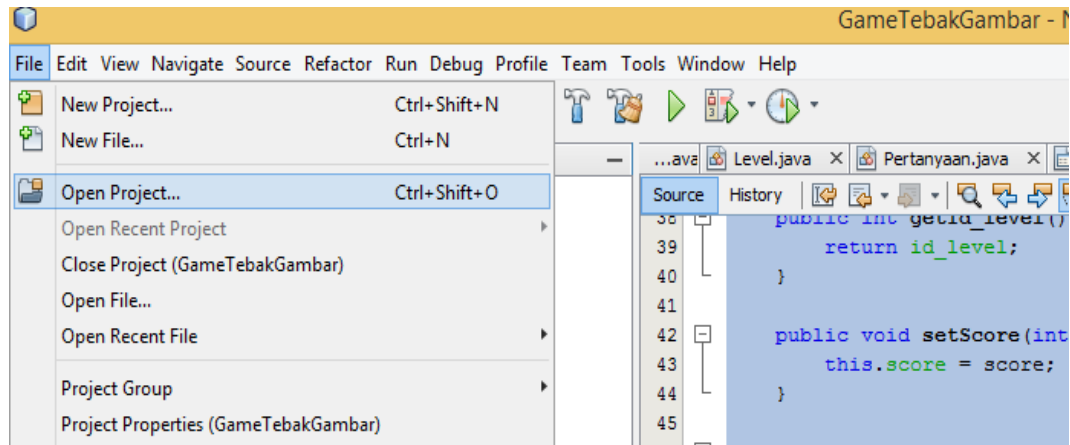 GameTebakGambar - N
File Edit View Navigate Source Refactor Run Debug Profile Team Tools Window Help
New Project... Ctrl+Shift+N
New File... Ctrl+N
Open Project... Ctrl+Shift+O
Open Recent Project
Close Project (GameTebakGambar)
Open File...
Open Recent File
Project Group
Project Properties (GameTebakGambar)
...ava Level.java Pertanyaan.java
Source History
38 public int getId_level()
39 return id_level;
40 }
41
42 public void setScore(int
43 this.score = score;
44 }
45